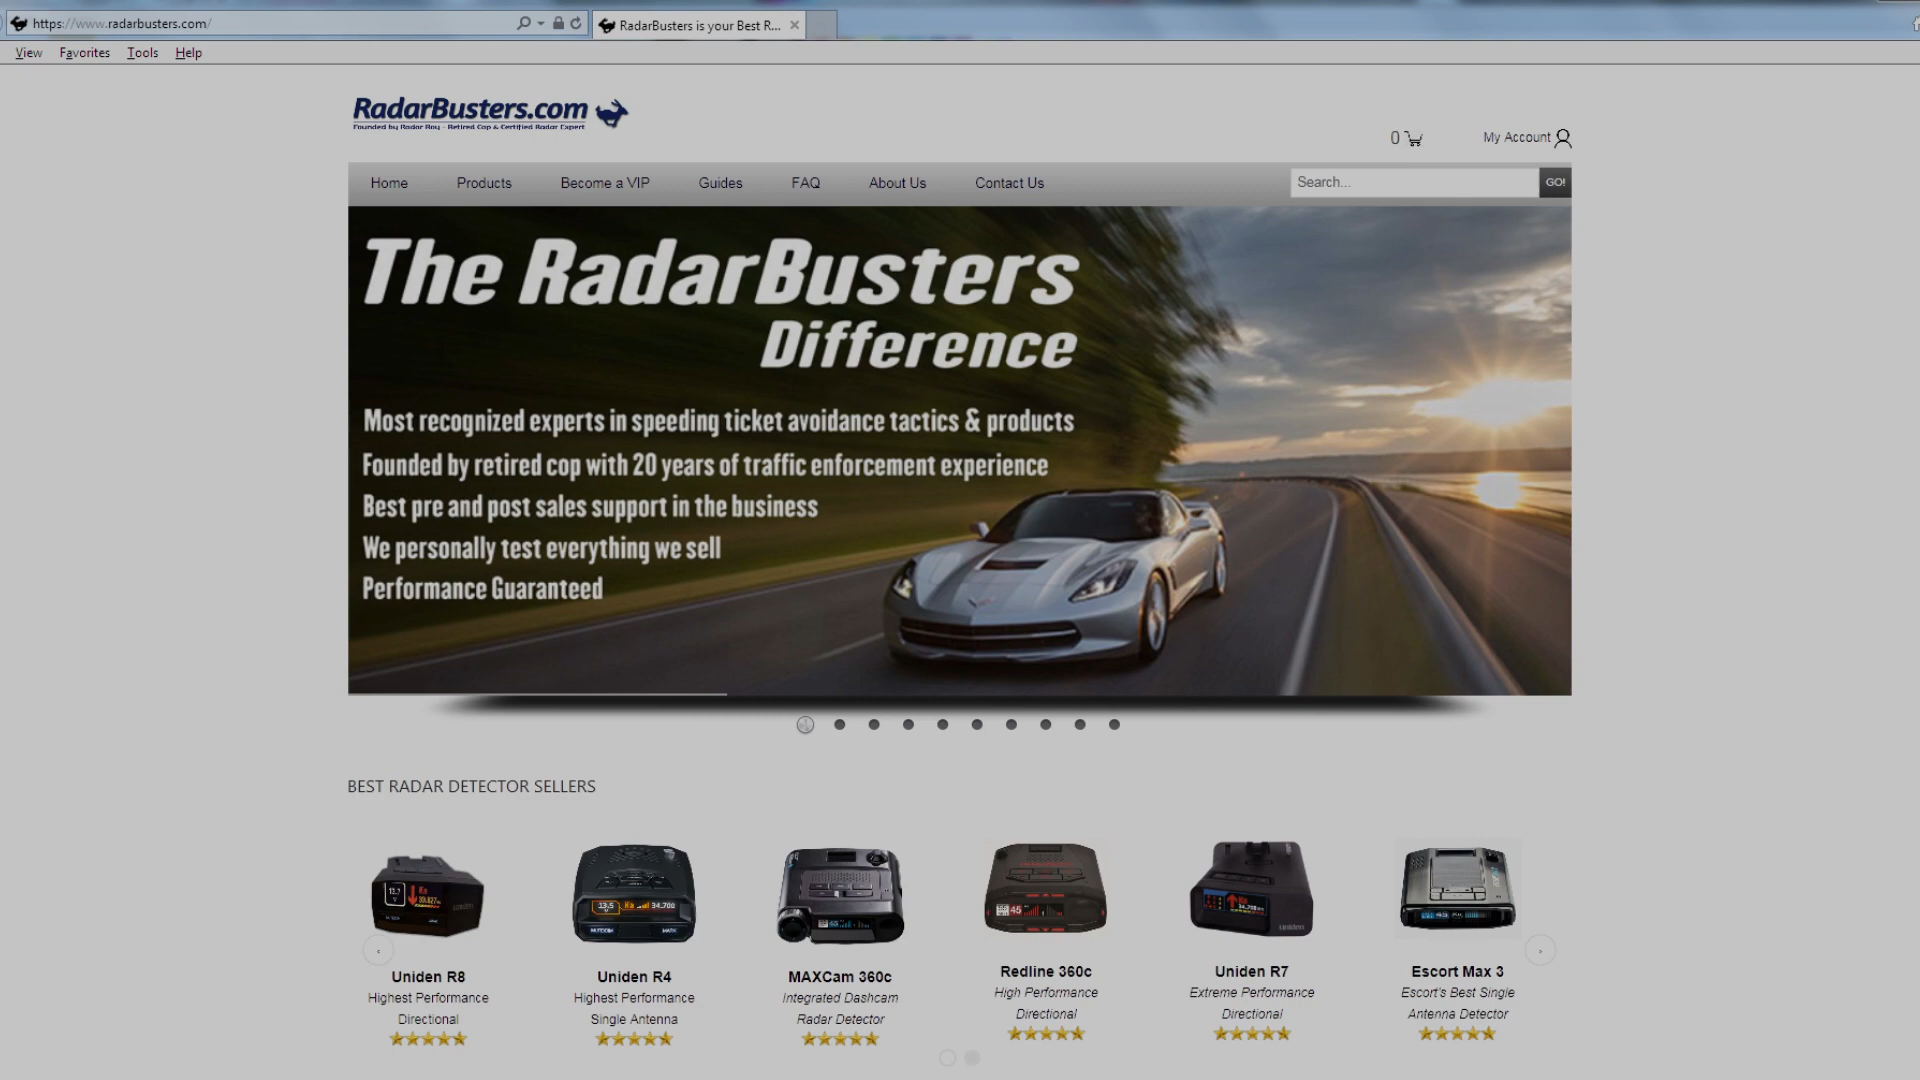 https://www.radarbusters.com/
RadarBusters is your Best R...
View Favorites Tools Help
RadarBusters.com
Founded by Radar Roy - Retired Cop & Certified Radar Expert
0
My Account
Home Products Become a VIP Guides FAQ About Us Contact Us
Search...
GO!
The RadarBusters
Difference
Most recognized experts in speeding ticket avoidance tactics & products
Founded by retired cop with 20 years of traffic enforcement experience
Best pre and post sales support in the business
We personally test everything we sell
Performance Guaranteed
BEST RADAR DETECTOR SELLERS
Uniden R8
Highest Performance
Directional
Uniden R4
Highest Performance
Single Antenna
MAXCam 360c
Integrated Dashcam
Radar Detector
Redline 360c
High Performance
Directional
Uniden R7
Extreme Performance
Directional
Escort Max 3
Escort's Best Single
Antenna Detector